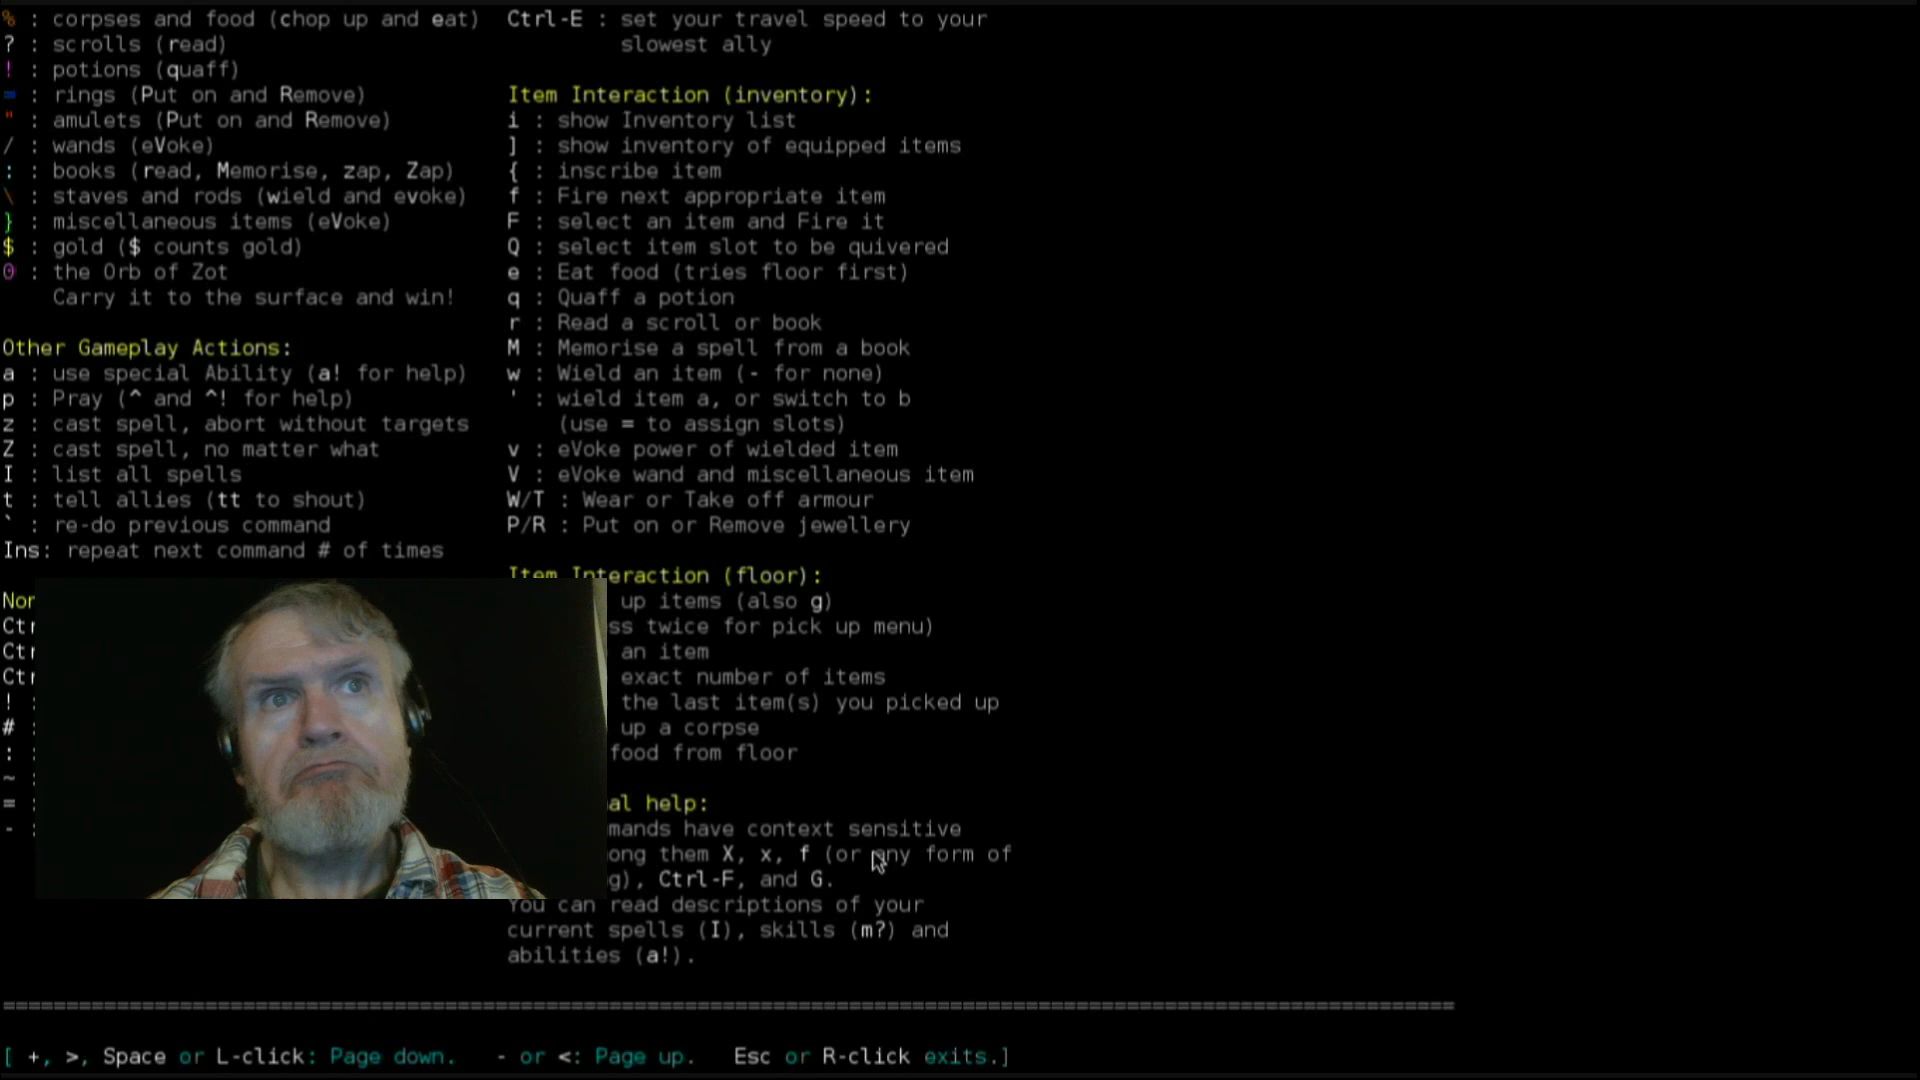 % : corpses and food (chop up and eat)
? : scrolls (read)
! : potions (quaff)
= : rings (Put on and Remove)
" : amulets (Put on and Remove)
/ : wands (eVoke)
: : books (read, Memorise, zap, Zap)
\ : staves and rods (wield and evoke)
} : miscellaneous items (eVoke)
$ : gold ($ counts gold)
0 : the Orb of Zot
Carry it to the surface and win!
Other Gameplay Actions:
a : use special Ability (a! for help)
p : Pray (^ and ^! for help)
z : cast spell, abort without targets
Z : cast spell, no matter what
I : list all spells
t : tell allies (tt to shout)
` : re-do previous command
Ins: repeat next command # of times
Nor
Ctr
Ctr
Ctr
! :
# :
: :
~ :
= :
- :
Ctrl-E : set your travel speed to your
slowest ally
Item Interaction (inventory):
i : show Inventory list
] : show inventory of equipped items
{ : inscribe item
f : Fire next appropriate item
F : select an item and Fire it
Q : select item slot to be quivered
e : Eat food (tries floor first)
q : Quaff a potion
r : Read a scroll or book
M : Memorise a spell from a book
w : Wield an item (- for none)
' : wield item a, or switch to b
(use = to assign slots)
v : eVoke power of wielded item
V : eVoke wand and miscellaneous item
W/T : Wear or Take off armour
P/R : Put on or Remove jewellery
Item Interaction (floor):
up items (also g)
ss twice for pick up menu)
an item
exact number of items
the last item(s) you picked up
up a corpse
food from floor
al help:
mands have context sensitive
ong them X, x, f (or any form of
g), Ctrl-F, and G.
You can read descriptions of your
current spells (I), skills (m?) and
abilities (a!).
[ +, >, Space or L-click: Page down. - or <: Page up. Esc or R-click exits.]